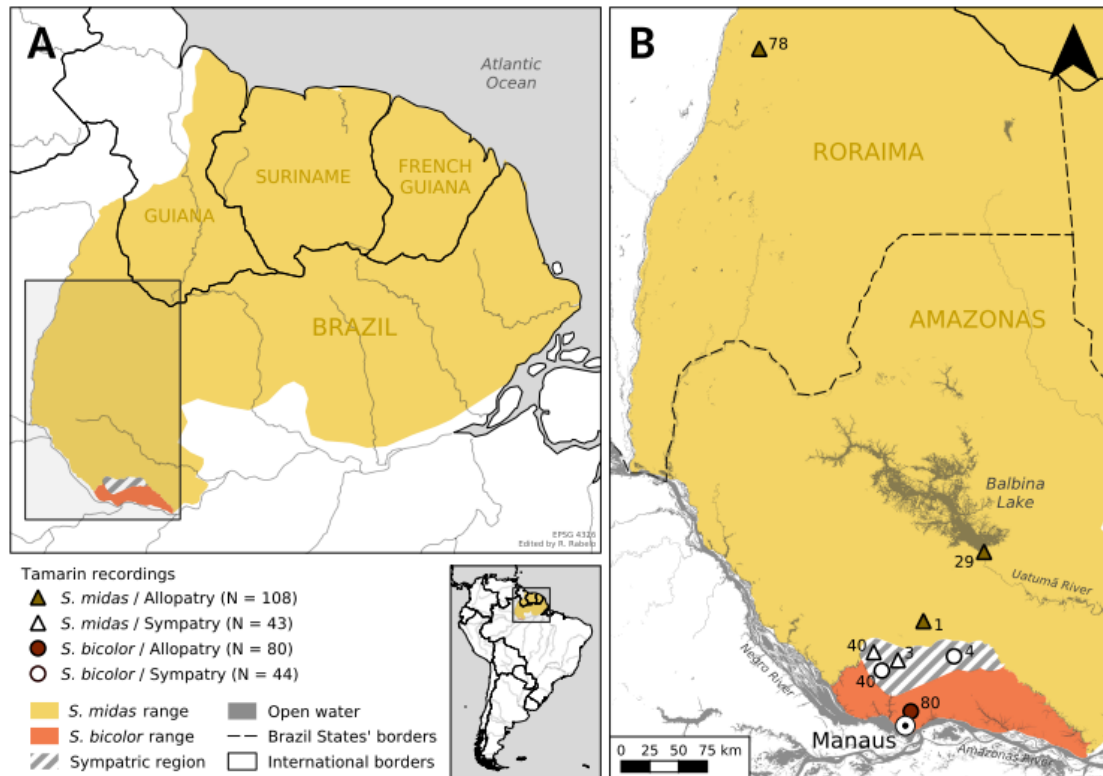 A
Atlantic
Ocean
SURINAME
FRENCH
GUIANA
GUIANA
BRAZIL
EPSG 4326
Edited by R. Rabelo
Tamarin recordings
S. midas / Allopatry (N = 108)
S. midas / Sympatry (N = 43)
S. bicolor / Allopatry (N = 80)
S. bicolor / Sympatry (N = 44)
S. midas range
S. bicolor range
Sympatric region
Open water
Brazil States' borders
International borders
B
78
RORAIMA
AMAZONAS
Balbina
Lake
29
Uatumã River
1
40
3
4
40
Negro River
80
Manaus
Amazonas River
0 25 50 75 km